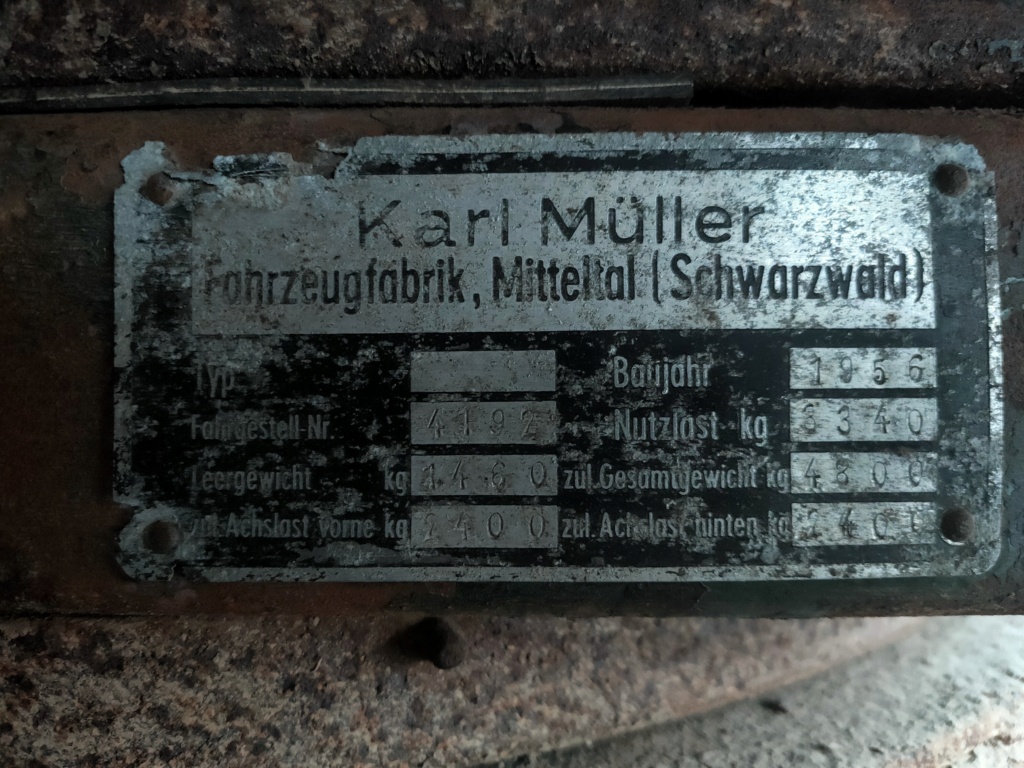 Karl Müller
Fahrzeugfabrik, Mitteltal (Schwarzwald)
Typ Baujahr 1956
Fahrgestell-Nr. 4192 Nutzlast kg 3340
Leergewicht kg 1460 zul. Gesamtgewicht kg 4800
zul. Achslast vorne kg 2400 zul. Achslast hinten kg 2400